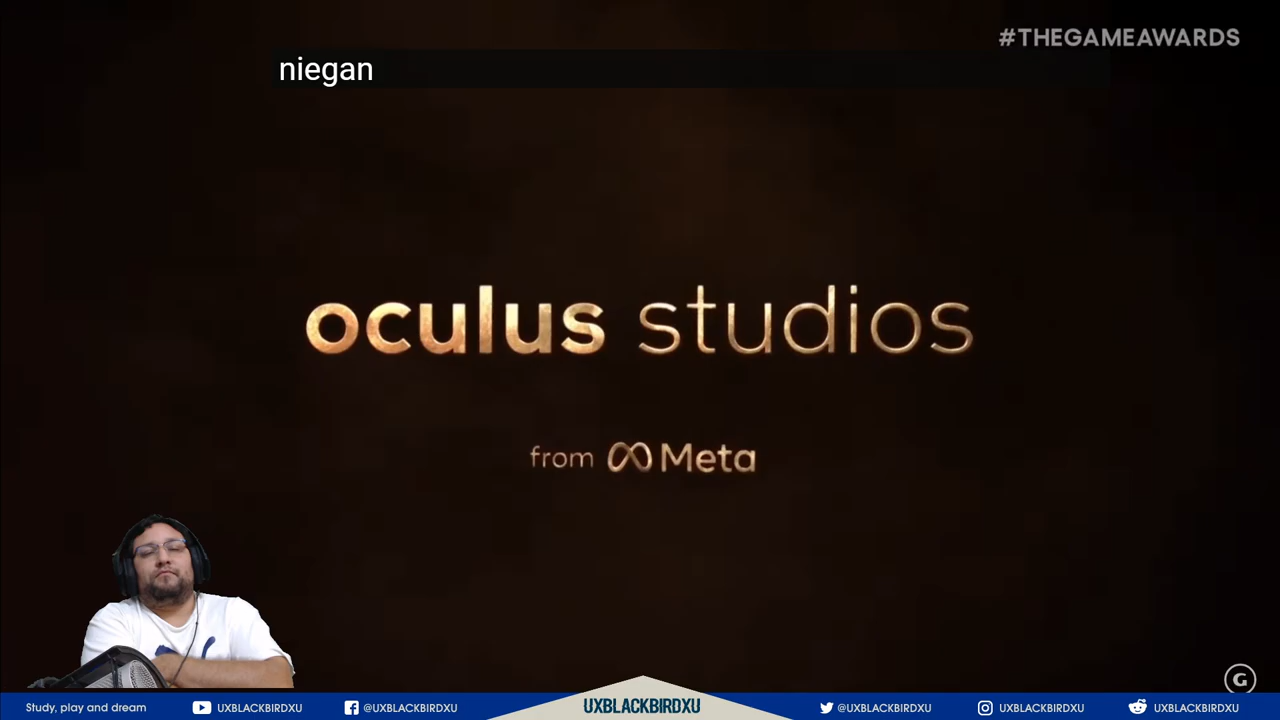 #THEGAMEAWARDS
niegan
oculus studios
from Meta
G
Study, play and dream
UXBLACKBIRDXU
@UXBLACKBIRDXU
UXBLACKBIRDXU
@UXBLACKBIRDXU
UXBLACKBIRDXU
UXBLACKBIRDXU